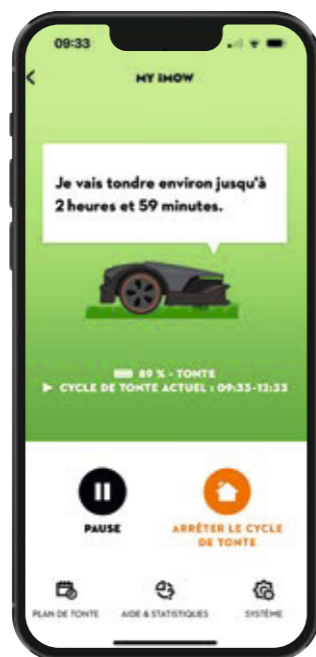 09:33
MY iMOW
Je vais tondre environ jusqu'à
2 heures et 59 minutes.
89 % - TONTE
▶ CYCLE DE TONTE ACTUEL : 09:33-12:33
PAUSE
ARRÊTER LE CYCLE
DE TONTE
PLAN DE TONTE
AIDE & STATISTIQUES
SYSTÈME